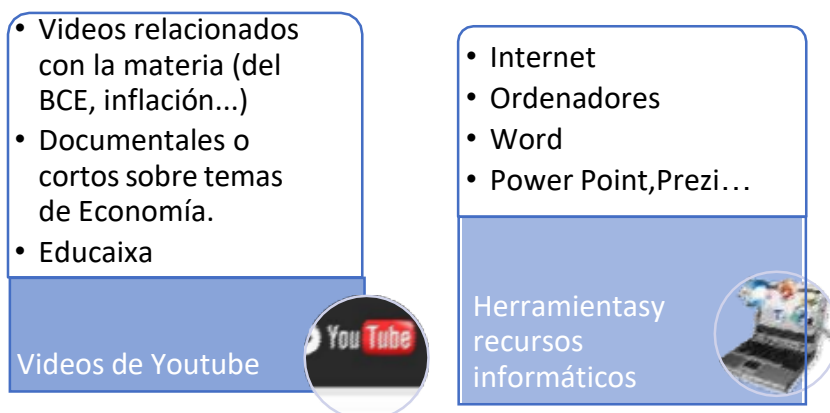 • Videos relacionados
con la materia (del
BCE, inflación...)
• Documentales o
cortos sobre temas
de Economía.
• Educaixa
Videos de Youtube
You Tube
• Internet
• Ordenadores
• Word
• Power Point,Prezi…
Herramientasy
recursos
informáticos